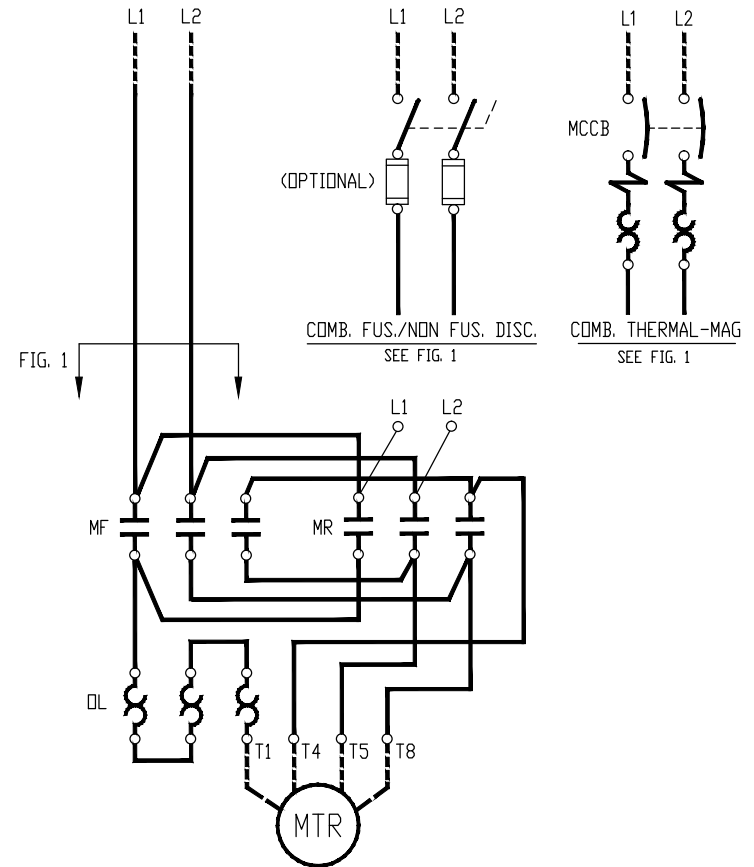 L1 L2
L1 L2
L1 L2
MCCB
(OPTIONAL)
COMB. FUS./NON FUS. DISC.
SEE FIG. 1
COMB. THERMAL-MAG
SEE FIG. 1
FIG. 1
L1 L2
MF
MR
OL
T1 T4 T5 T8
MTR